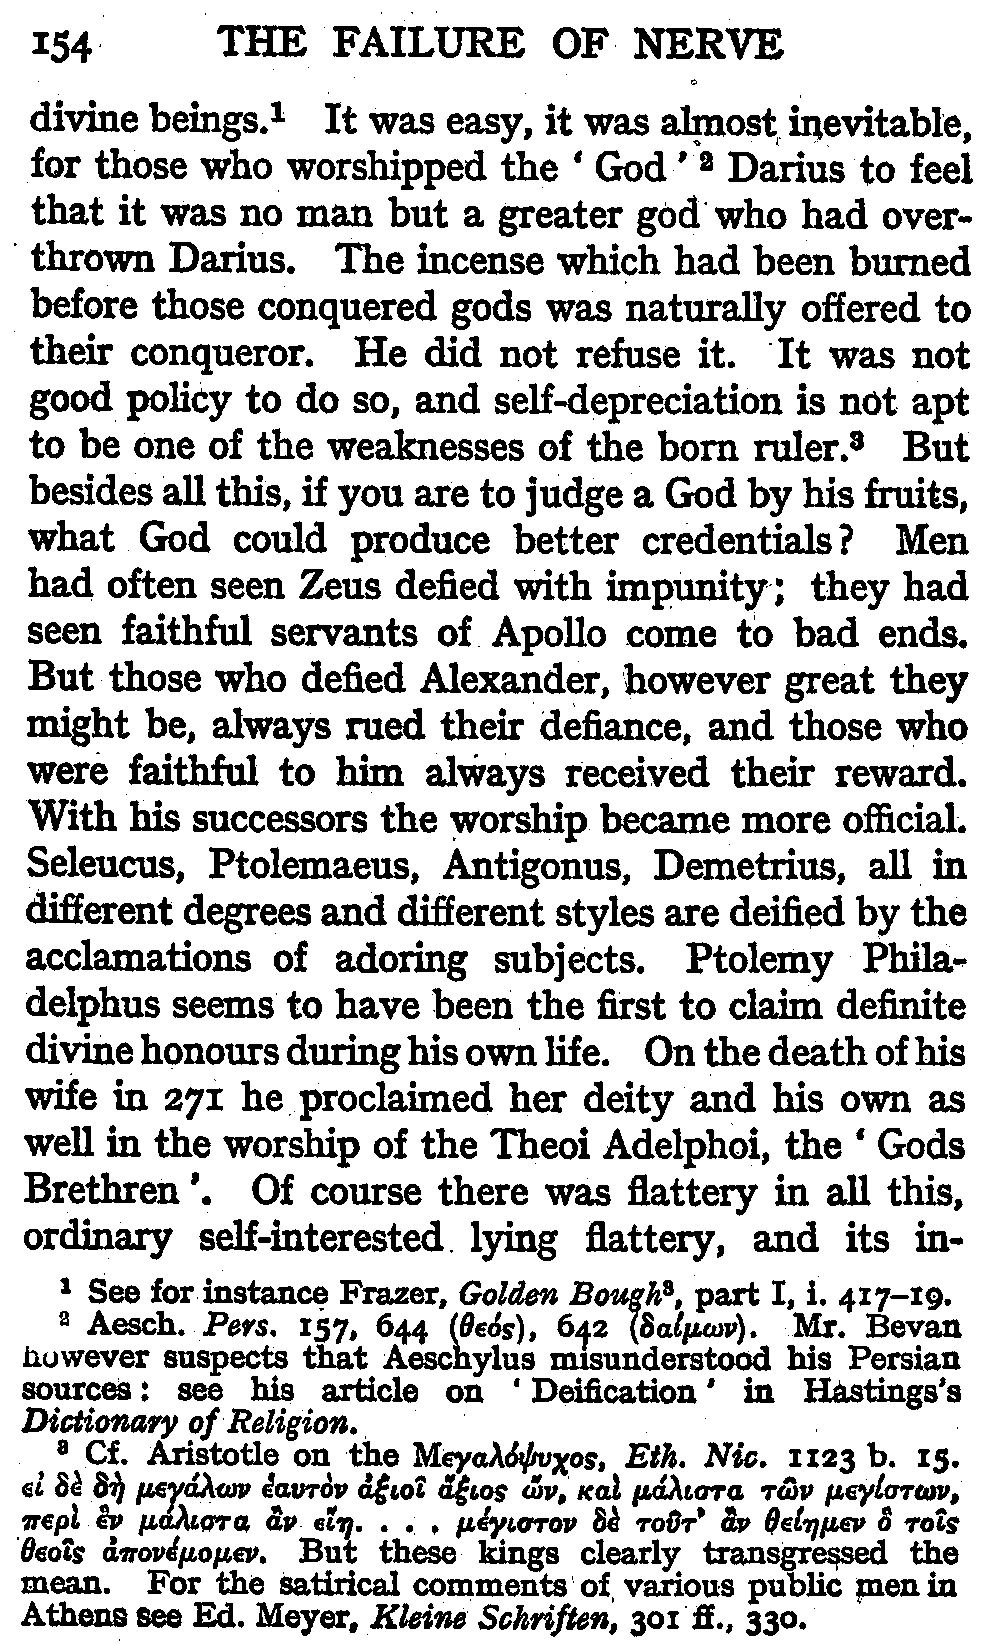 154 THE FAILURE OF NERVE
divine beings.¹ It was easy, it was almost inevitable,
for those who worshipped the ‘ God ’ ² Darius to feel
that it was no man but a greater god who had over-
thrown Darius. The incense which had been burned
before those conquered gods was naturally offered to
their conqueror. He did not refuse it. It was not
good policy to do so, and self-depreciation is not apt
to be one of the weaknesses of the born ruler.³ But
besides all this, if you are to judge a God by his fruits,
what God could produce better credentials? Men
had often seen Zeus defied with impunity; they had
seen faithful servants of Apollo come to bad ends.
But those who defied Alexander, however great they
might be, always rued their defiance, and those who
were faithful to him always received their reward.
With his successors the worship became more official.
Seleucus, Ptolemaeus, Antigonus, Demetrius, all in
different degrees and different styles are deified by the
acclamations of adoring subjects. Ptolemy Phila-
delphus seems to have been the first to claim definite
divine honours during his own life. On the death of his
wife in 271 he proclaimed her deity and his own as
well in the worship of the Theoi Adelphoi, the ‘ Gods
Brethren ’. Of course there was flattery in all this,
ordinary self-interested lying flattery, and its in-
¹ See for instance Frazer, Golden Bough³, part I, i. 417–19.
² Aesch. Pers. 157, 644 (θεός), 642 (δαίμων). Mr. Bevan
however suspects that Aeschylus misunderstood his Persian
sources: see his article on ‘ Deification ’ in Hastings's
Dictionary of Religion.
³ Cf. Aristotle on the Μεγαλόψυχος, Eth. Nic. 1123 b. 15.
εἰ δὲ δὴ μεγάλων ἑαυτὸν ἀξιοῖ ἄξιος ὤν, καὶ μάλιστα τῶν μεγίστων,
περὶ ἓν μάλιστα ἂν εἴη. . . . μέγιστον δὲ τοῦτ’ ἂν θείημεν ὃ τοῖς
θεοῖς ἀπονέμομεν. But these kings clearly transgressed the
mean. For the satirical comments of various public men in
Athens see Ed. Meyer, Kleine Schriften, 301 ff., 330.